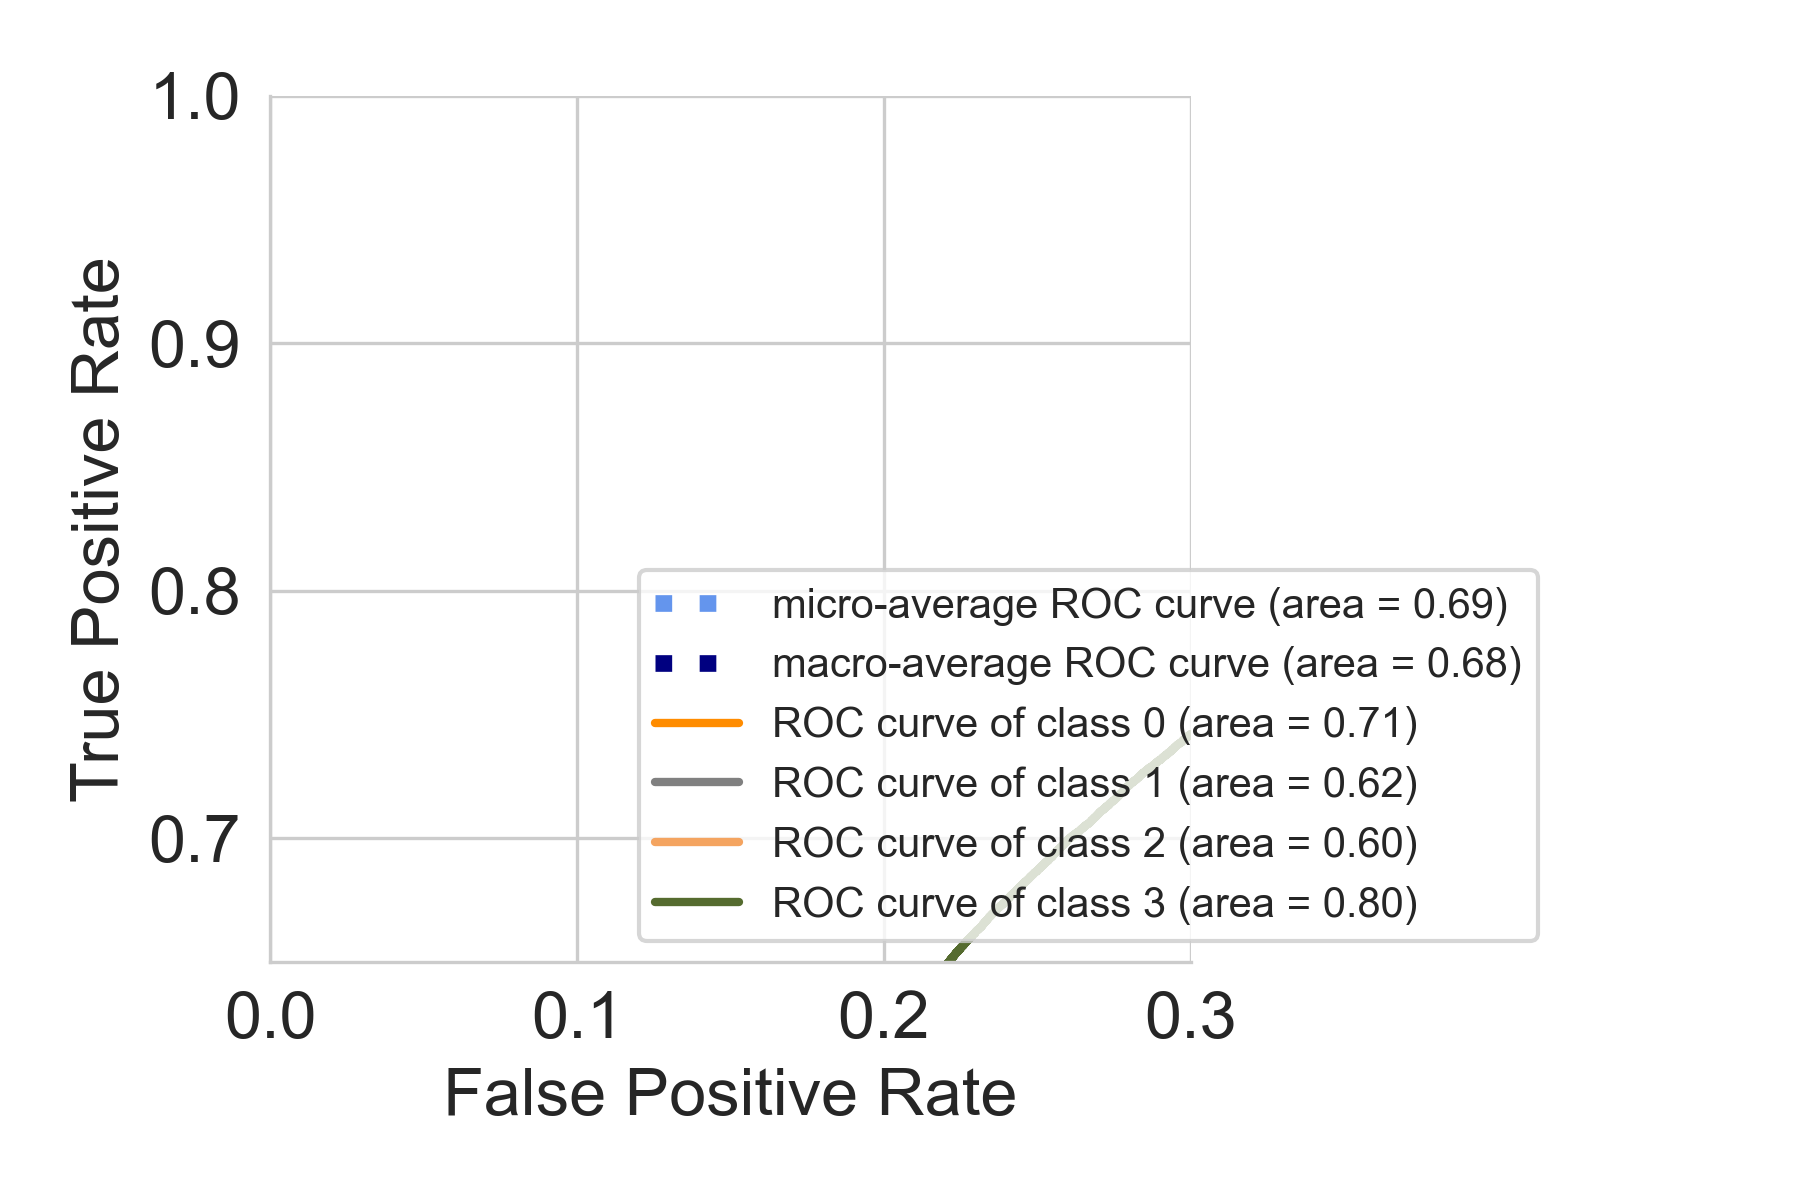 1.0
0.9
0.8
0.7
True Positive Rate
micro-average ROC curve (area = 0.69)
macro-average ROC curve (area = 0.68)
ROC curve of class 0 (area = 0.71)
ROC curve of class 1 (area = 0.62)
ROC curve of class 2 (area = 0.60)
ROC curve of class 3 (area = 0.80)
0.0 0.1 0.2 0.3
False Positive Rate